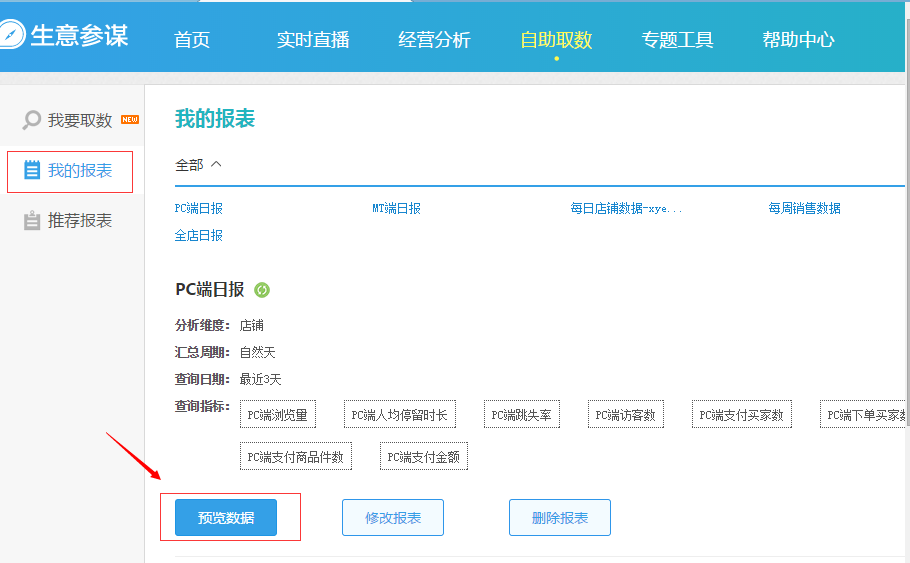 生意参谋 首页 实时直播 经营分析 自助取数 专题工具 帮助中心
我要取数 NEW
我的报表
推荐报表
我的报表
全部
PC端日报 MT端日报 每日店铺数据-xye... 每周销售数据
全店日报
PC端日报
分析维度： 店铺
汇总周期： 自然天
查询日期： 最近3天
查询指标： PC端浏览量 PC端人均停留时长 PC端跳失率 PC端访客数 PC端支付买家数 PC端下单买家数
PC端支付商品件数 PC端支付金额
预览数据 修改报表 删除报表